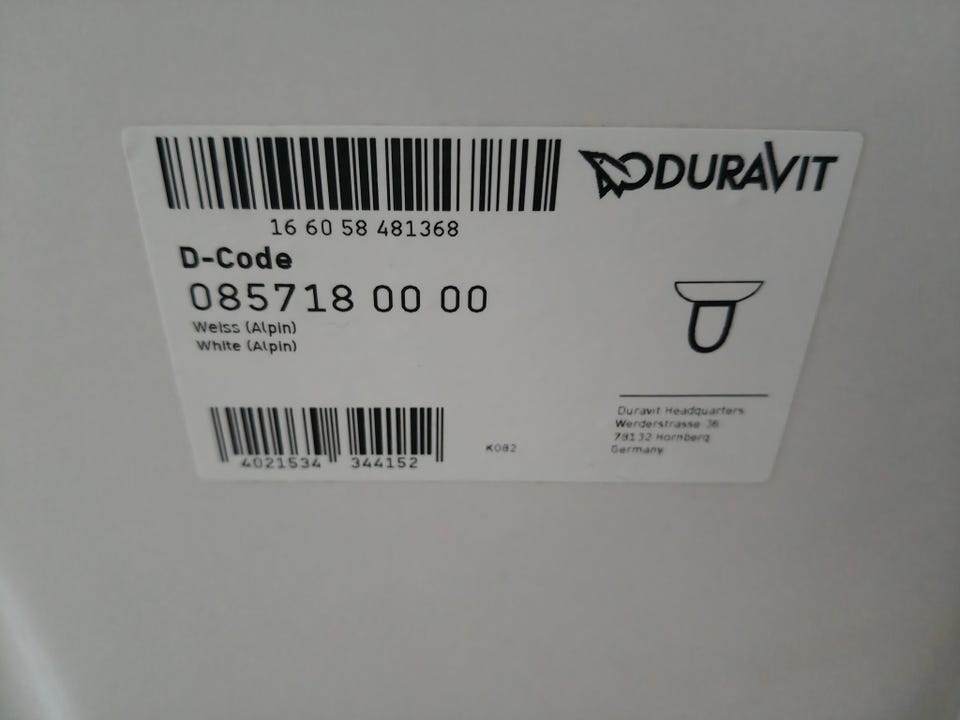 DURAVIT
16 60 58 481368
D-Code
085718 00 00
Weiss (Alpin)
White (Alpin)
4021534 344152
K082
Duravit Headquarters
Werderstrasse 36
78132 Hornberg
Germany